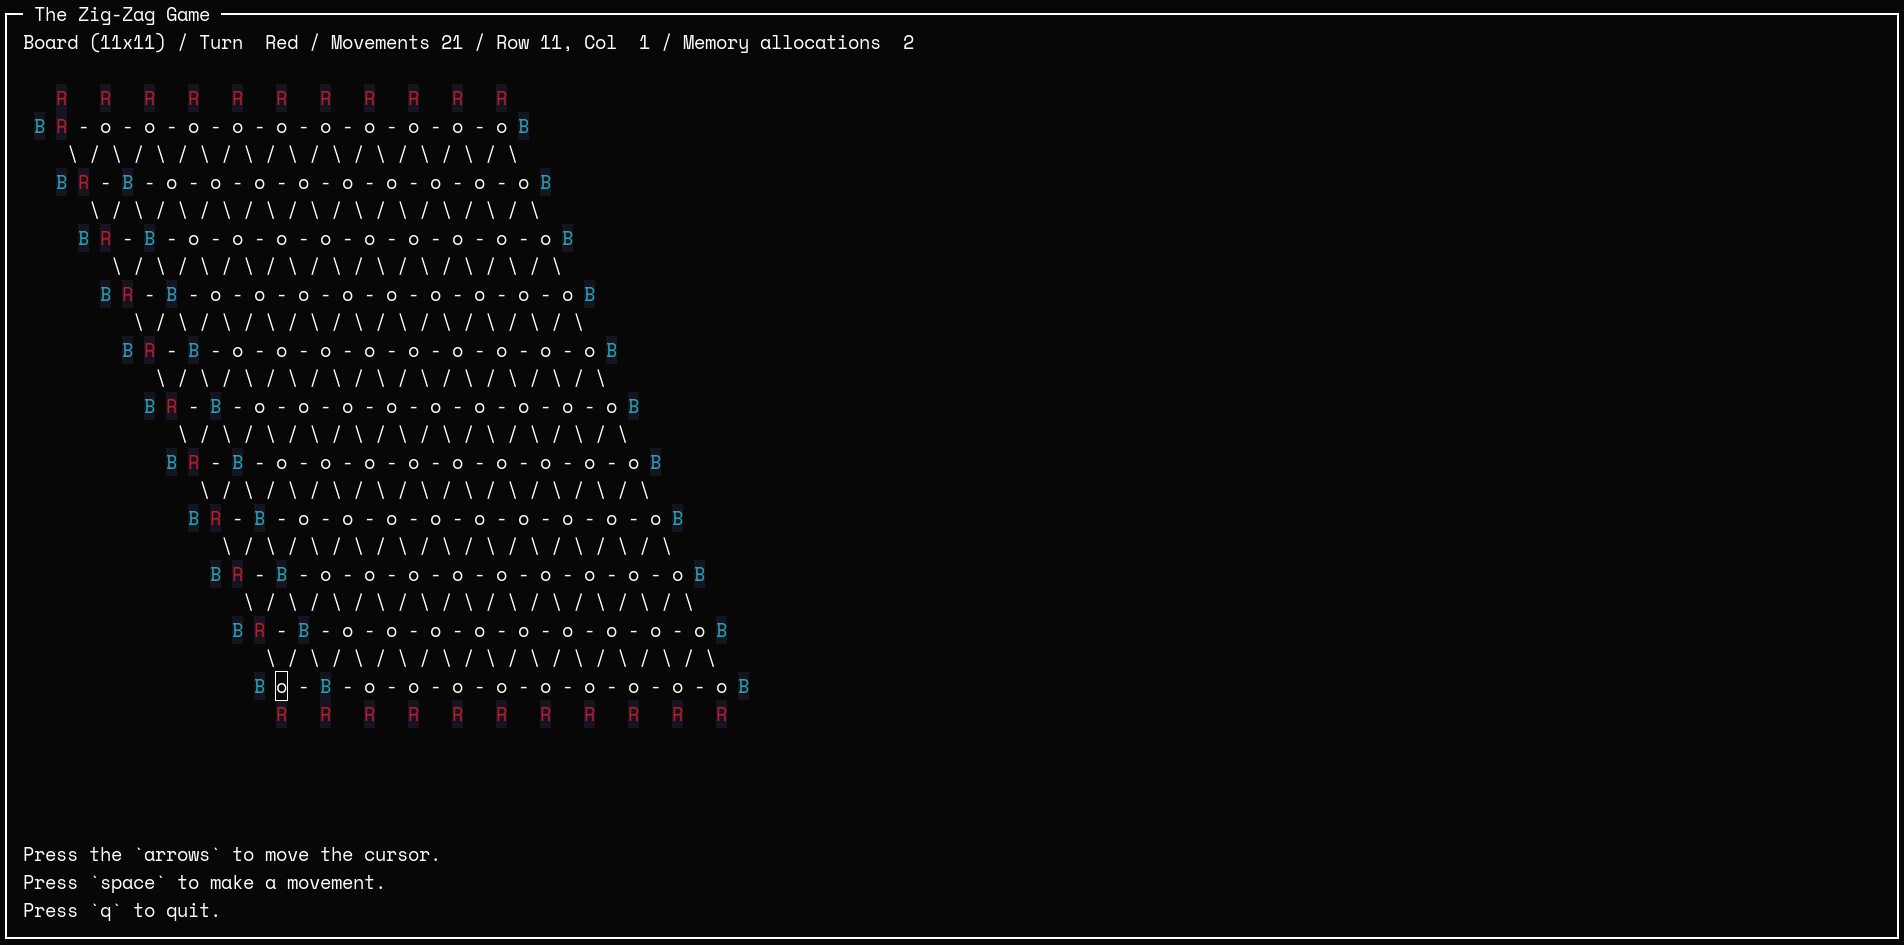 The Zig-Zag Game
Board (11x11) / Turn  Red / Movements 21 / Row 11, Col  1 / Memory allocations  2
R   R   R   R   R   R   R   R   R   R   R
B R - o - o - o - o - o - o - o - o - o - o B
\ / \ / \ / \ / \ / \ / \ / \ / \ / \ / \
B R - B - o - o - o - o - o - o - o - o - o B
\ / \ / \ / \ / \ / \ / \ / \ / \ / \ / \
B R - B - o - o - o - o - o - o - o - o - o B
\ / \ / \ / \ / \ / \ / \ / \ / \ / \ / \
B R - B - o - o - o - o - o - o - o - o - o B
\ / \ / \ / \ / \ / \ / \ / \ / \ / \ / \
B R - B - o - o - o - o - o - o - o - o - o B
\ / \ / \ / \ / \ / \ / \ / \ / \ / \ / \
B R - B - o - o - o - o - o - o - o - o - o B
\ / \ / \ / \ / \ / \ / \ / \ / \ / \ / \
B R - B - o - o - o - o - o - o - o - o - o B
\ / \ / \ / \ / \ / \ / \ / \ / \ / \ / \
B R - B - o - o - o - o - o - o - o - o - o B
\ / \ / \ / \ / \ / \ / \ / \ / \ / \ / \
B R - B - o - o - o - o - o - o - o - o - o B
\ / \ / \ / \ / \ / \ / \ / \ / \ / \ / \
B R - B - o - o - o - o - o - o - o - o - o B
\ / \ / \ / \ / \ / \ / \ / \ / \ / \ / \
B o - B - o - o - o - o - o - o - o - o - o B
R   R   R   R   R   R   R   R   R   R   R
Press the `arrows` to move the cursor.
Press `space` to make a movement.
Press `q` to quit.